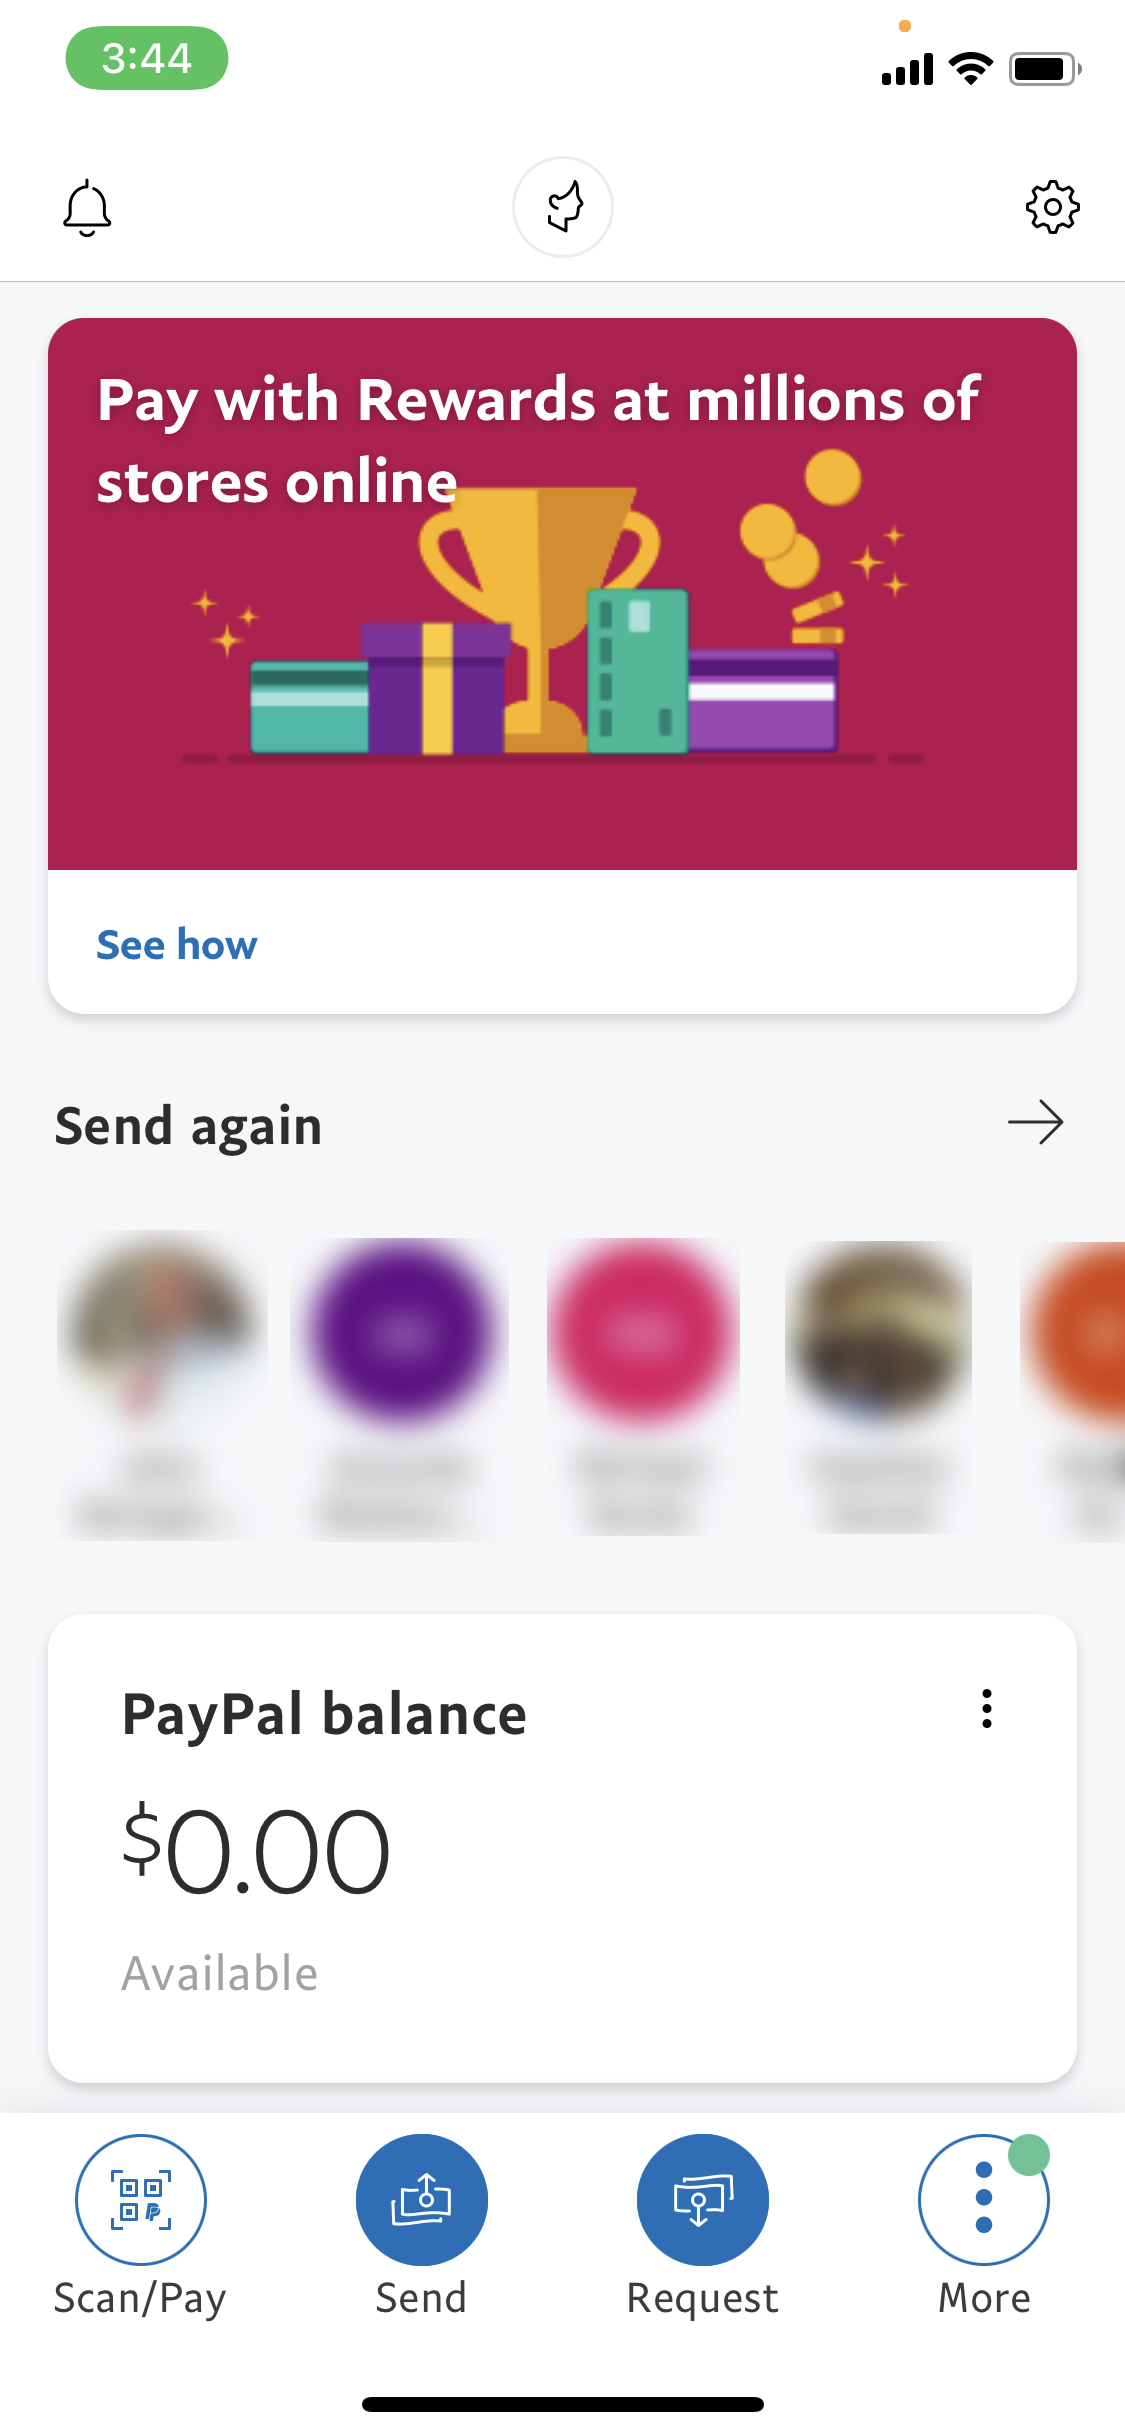 3:44
Pay with Rewards at millions of
stores online
See how
Send again
PayPal balance
$0.00
Available
Scan/Pay
Send
Request
More